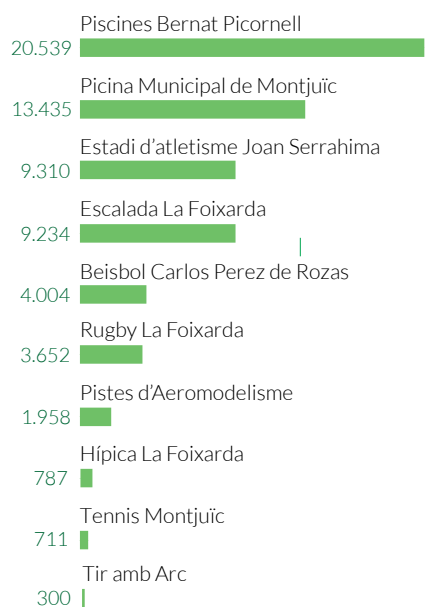 Piscines Bernat Picornell
20.539
Picina Municipal de Montjuïc
13.435
Estadi d'atletisme Joan Serrahima
9.310
Escalada La Foixarda
9.234
Beisbol Carlos Perez de Rozas
4.004
Rugby La Foixarda
3.652
Pistes d'Aeromodelisme
1.958
Hípica La Foixarda
787
Tennis Montjuïc
711
Tir amb Arc
300